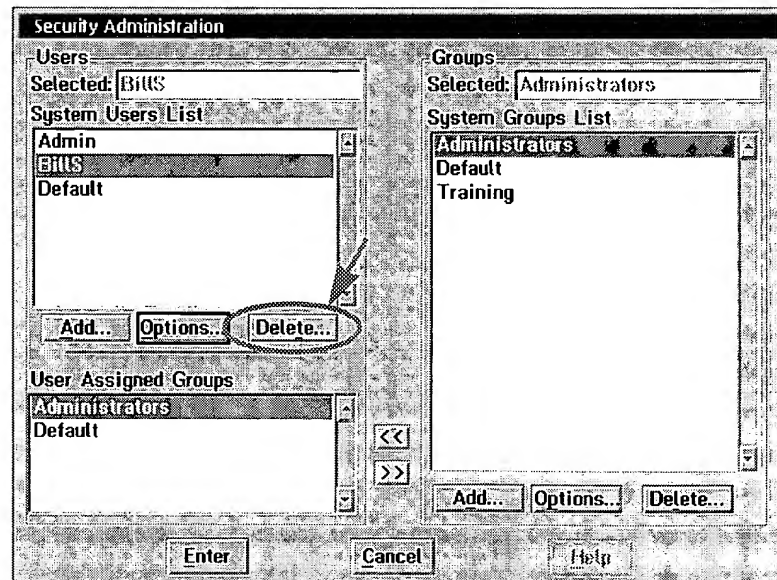 Security Administration
Users
Selected: BillS
System Users List
Admin
BillS
Default
Add... Options... Delete...
User Assigned Groups
Administrators
Default
<<
>>
Groups
Selected: Administrators
System Groups List
Administrators
Default
Training
Add... Options... Delete...
Enter Cancel Help